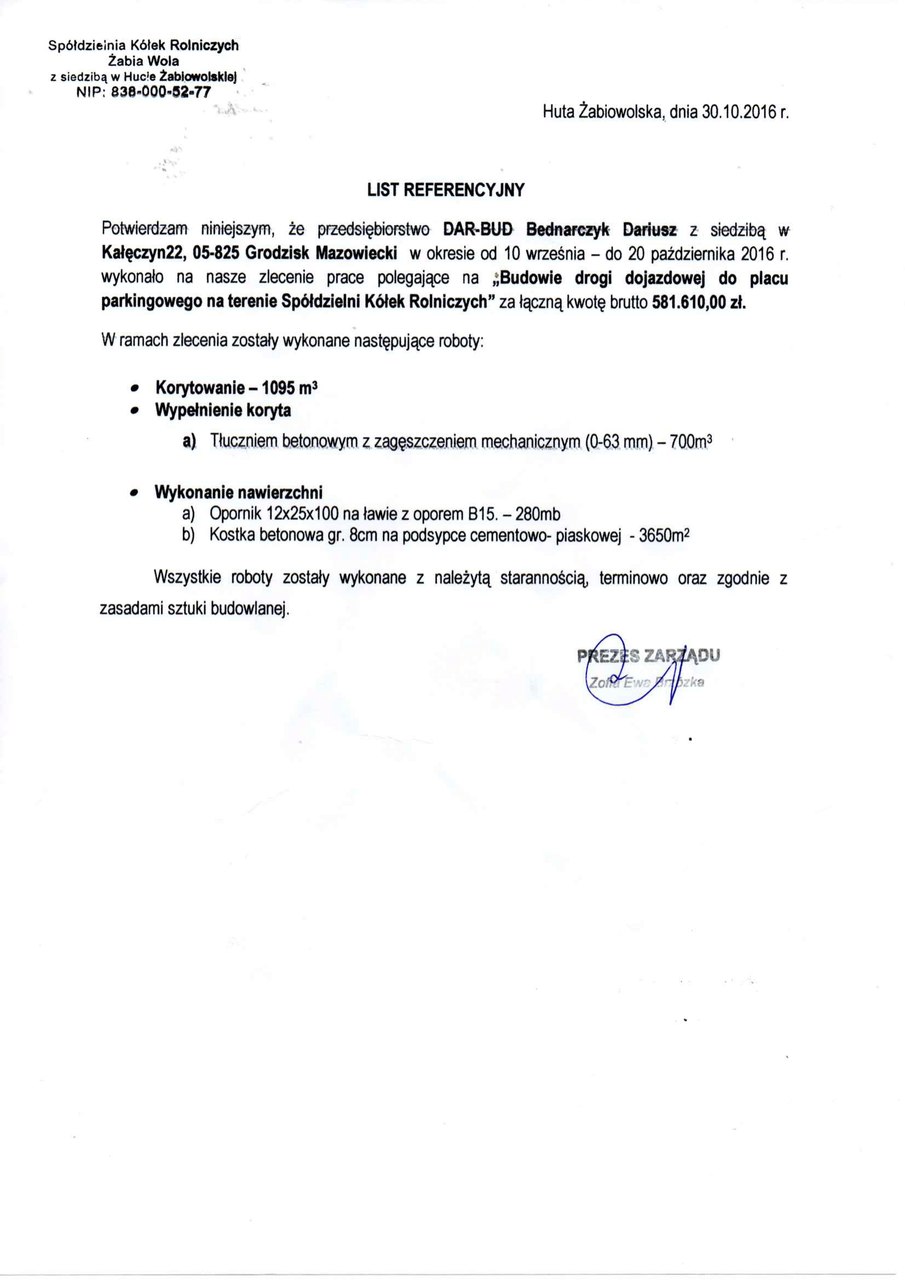 Spółdzielnia Kółek Rolniczych
Żabia Wola
z siedzibą w Hucie Żabiowolskiej
NIP: 838-000-52-77
Huta Żabiowolska, dnia 30.10.2016 r.
LIST REFERENCYJNY
Potwierdzam niniejszym, że przedsiębiorstwo DAR-BUD Bednarczyk Dariusz z siedzibą w
Kałęczyn22, 05-825 Grodzisk Mazowiecki w okresie od 10 września – do 20 października 2016 r.
wykonało na nasze zlecenie prace polegające na „Budowie drogi dojazdowej do placu
parkingowego na terenie Spółdzielni Kółek Rolniczych” za łączną kwotę brutto 581.610,00 zł.
W ramach zlecenia zostały wykonane następujące roboty:
• Korytowanie – 1095 m³
• Wypełnienie koryta
a) Tłuczniem betonowym z zagęszczeniem mechanicznym (0-63 mm) – 700m³
• Wykonanie nawierzchni
a) Opornik 12x25x100 na ławie z oporem B15. – 280mb
b) Kostka betonowa gr. 8cm na podsypce cementowo- piaskowej - 3650m²
Wszystkie roboty zostały wykonane z należytą starannością, terminowo oraz zgodnie z
zasadami sztuki budowlanej.
PREZES ZARZĄDU
Zofia Ewa